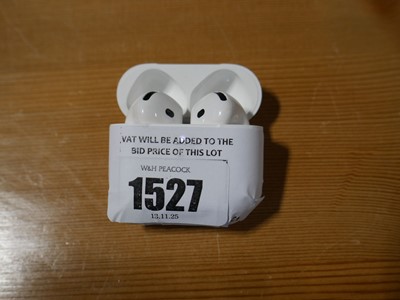 VAT WILL BE ADDED TO THE
BID PRICE OF THIS LOT
W&H PEACOCK
1527
13.11.25